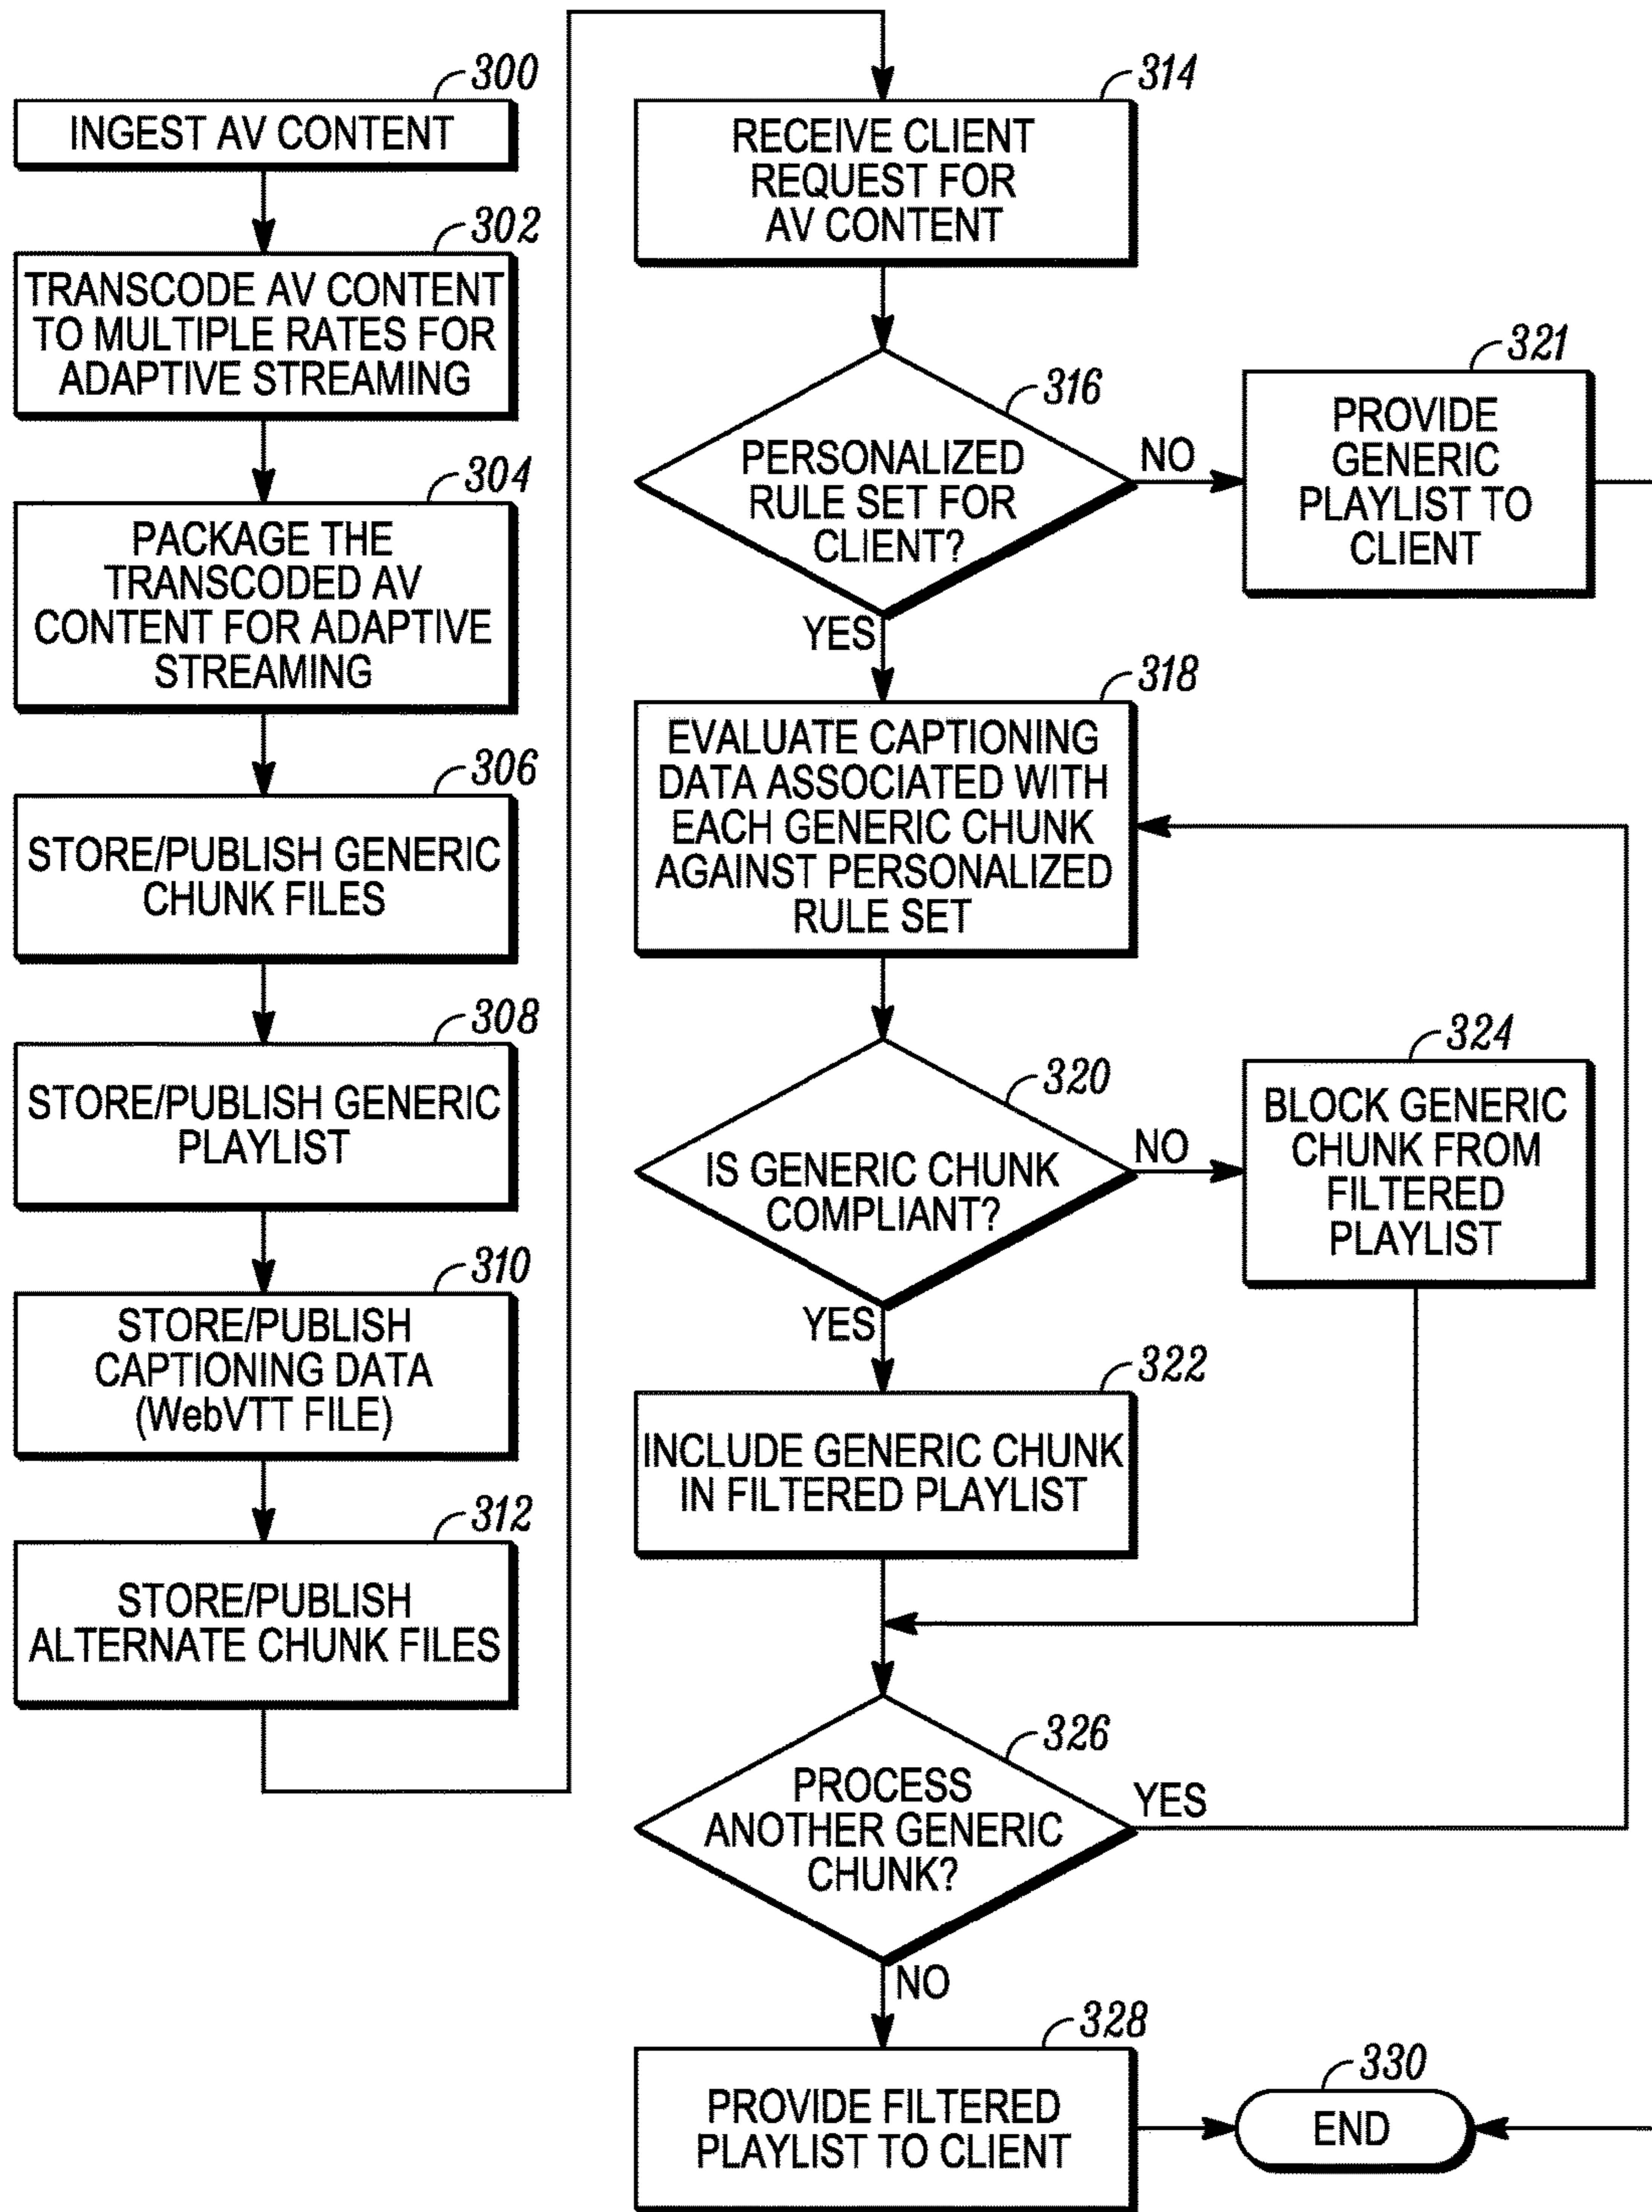 300
INGEST AV CONTENT
302
TRANSCODE AV CONTENT
TO MULTIPLE RATES FOR
ADAPTIVE STREAMING
304
PACKAGE THE
TRANSCODED AV
CONTENT FOR ADAPTIVE
STREAMING
306
STORE/PUBLISH GENERIC
CHUNK FILES
308
STORE/PUBLISH GENERIC
PLAYLIST
310
STORE/PUBLISH
CAPTIONING DATA
(WebVTT FILE)
312
STORE/PUBLISH
ALTERNATE CHUNK FILES
314
RECEIVE CLIENT
REQUEST FOR
AV CONTENT
316
PERSONALIZED
RULE SET FOR
CLIENT?
NO
YES
321
PROVIDE
GENERIC
PLAYLIST TO
CLIENT
318
EVALUATE CAPTIONING
DATA ASSOCIATED WITH
EACH GENERIC CHUNK
AGAINST PERSONALIZED
RULE SET
320
IS GENERIC CHUNK
COMPLIANT?
NO
YES
324
BLOCK GENERIC
CHUNK FROM
FILTERED
PLAYLIST
322
INCLUDE GENERIC CHUNK
IN FILTERED PLAYLIST
326
PROCESS
ANOTHER GENERIC
CHUNK?
YES
NO
328
PROVIDE FILTERED
PLAYLIST TO CLIENT
330
END